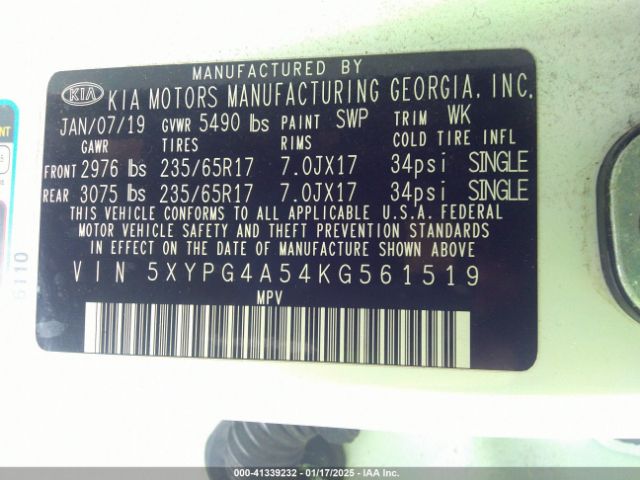 MANUFACTURED BY
KIA KIA MOTORS MANUFACTURING GEORGIA, INC.
JAN/07/19 GVWR 5490 lbs PAINT SWP TRIM WK
GAWR TIRES RIMS COLD TIRE INFL
FRONT 2976 lbs 235/65R17 7.0JX17 34psi SINGLE
REAR 3075 lbs 235/65R17 7.0JX17 34psi SINGLE
THIS VEHICLE CONFORMS TO ALL APPLICABLE U.S.A. FEDERAL
MOTOR VEHICLE SAFETY AND THEFT PREVENTION STANDARDS
IN EFFECT ON THE DATE OF MANUFACTURE SHOWN ABOVE.
VIN 5XYPG4A54KG561519
MPV
000-41339232 - 01/17/2025 - IAA Inc.